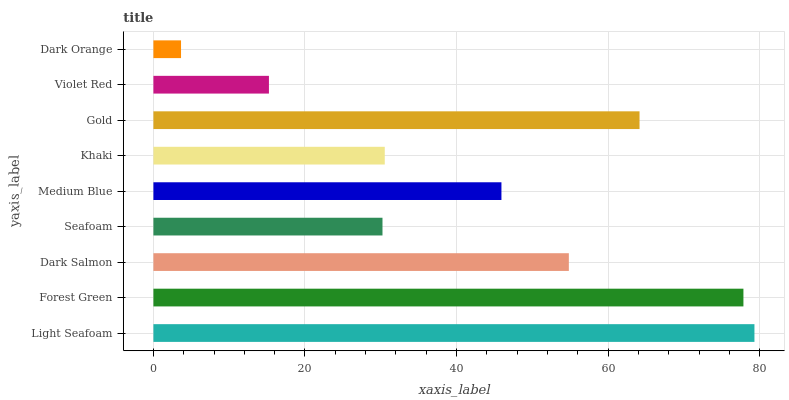 title
Dark Orange
Violet Red
Gold
Khaki
Medium Blue
Seafoam
Dark Salmon
Forest Green
Light Seafoam
yaxis_label
0 20 40 60 80
xaxis_label